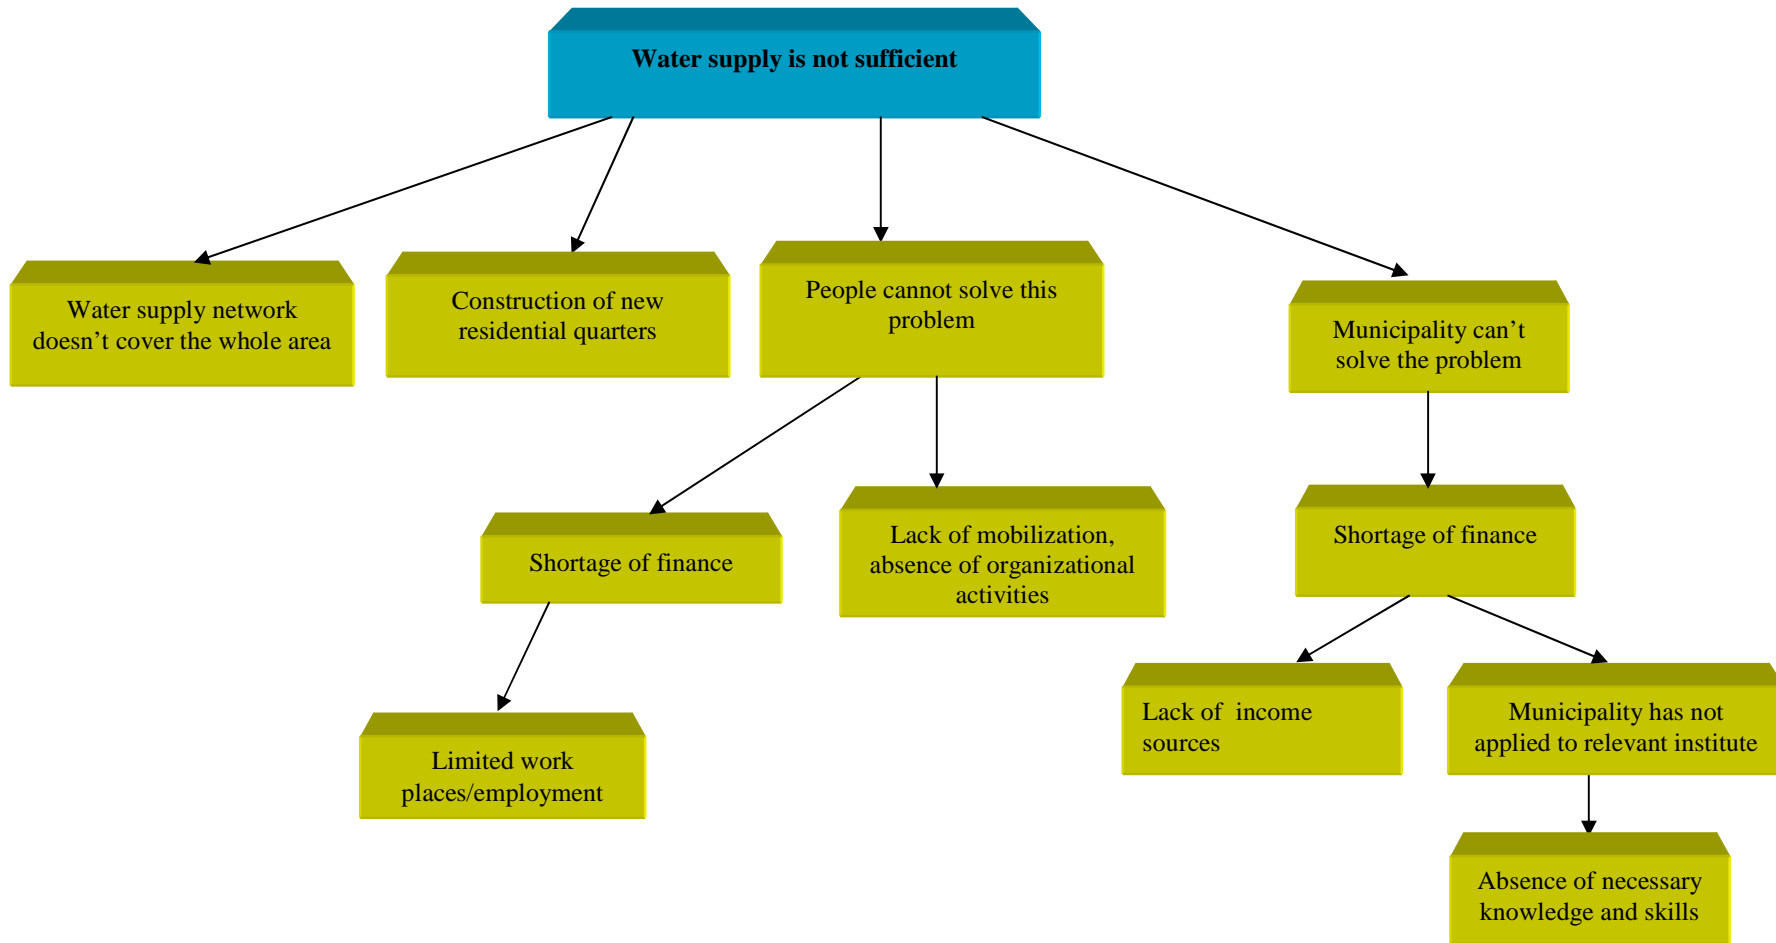 Water supply is not sufficient
Water supply network
doesn’t cover the whole area
Construction of new
residential quarters
People cannot solve this
problem
Municipality can’t
solve the problem
Shortage of finance
Lack of mobilization,
absence of organizational
activities
Shortage of finance
Limited work
places/employment
Lack of  income
sources
Municipality has not
applied to relevant institute
Absence of necessary
knowledge and skills